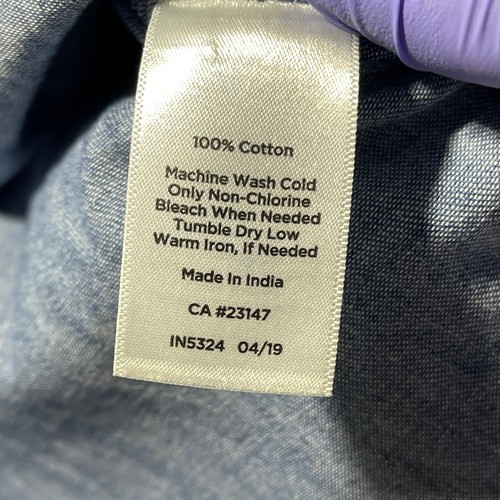 100% Cotton
Machine Wash Cold
Only Non-Chlorine
Bleach When Needed
Tumble Dry Low
Warm Iron, If Needed
Made In India
CA #23147
IN5324 04/19